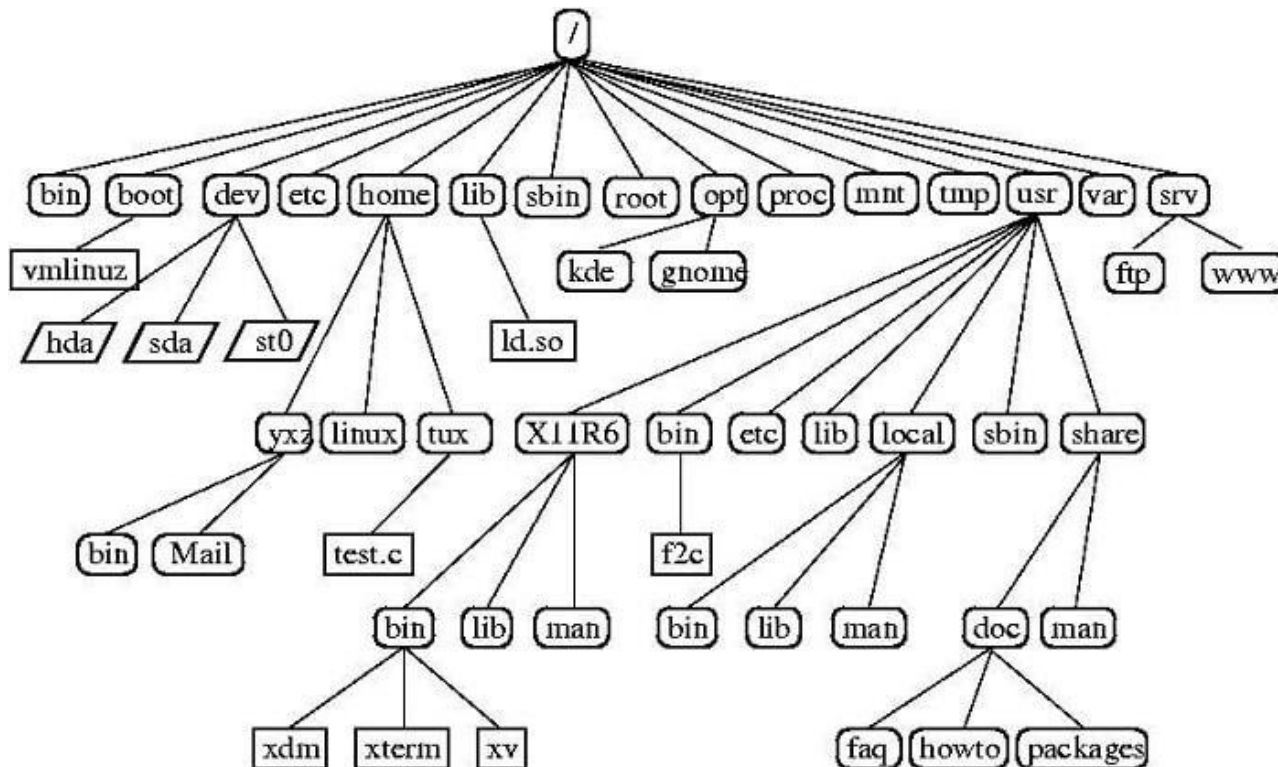 /
bin boot dev etc home lib sbin root opt proc mnt tmp usr var srv
vmlinuz kde gnome ftp www
hda sda st0 ld.so
yxz linux tux X11R6 bin etc lib local sbin share
bin Mail test.c f2c
bin lib man bin lib man doc man
xdm xterm xv faq howto packages